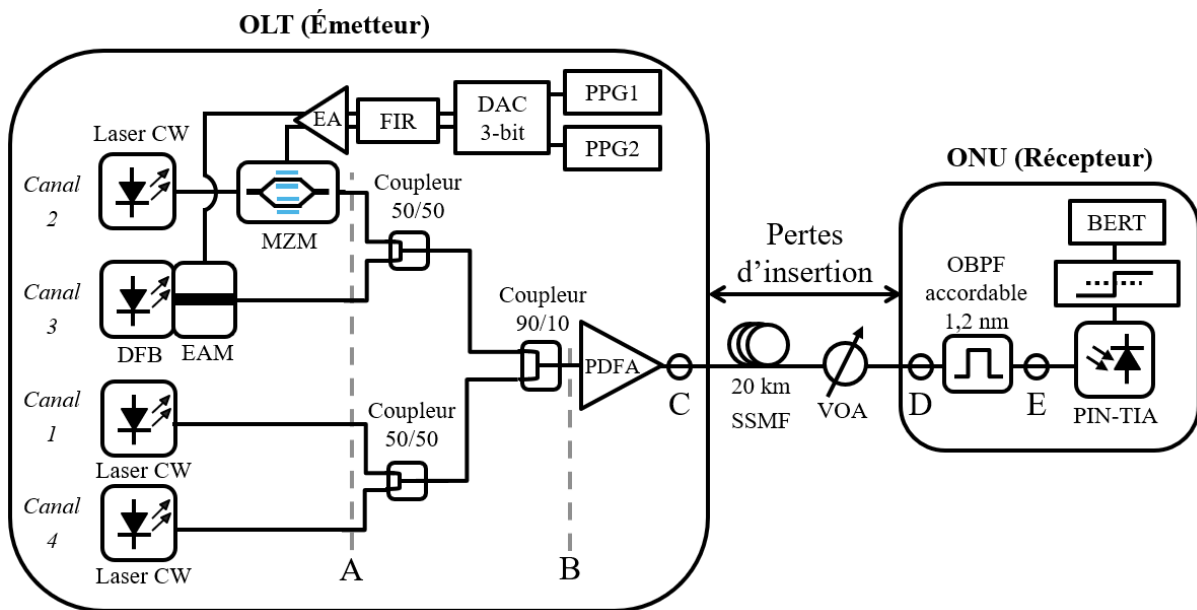 OLT (Émetteur)
PPG1
PPG2
DAC
3-bit
FIR
EA
Laser CW
Canal
2
MZM
Coupleur
50/50
Canal
3
DFB
EAM
Coupleur
90/10
PDFA
Canal
1
Laser CW
Coupleur
50/50
Canal
4
Laser CW
A
B
C
Pertes
d'insertion
20 km
SSMF
VOA
ONU (Récepteur)
BERT
OBPF
accordable
1,2 nm
D
E
PIN-TIA